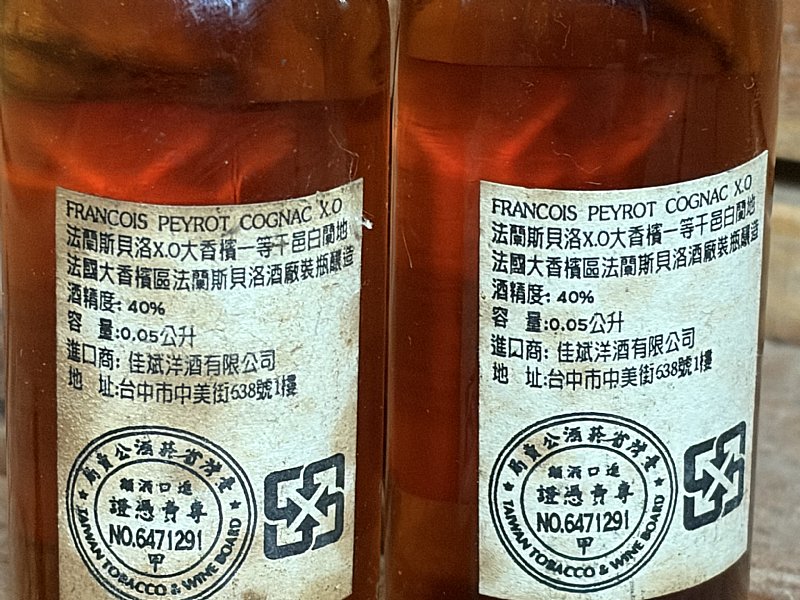 FRANCOIS PEYROT COGNAC X.O
法蘭斯貝洛X.O大香檳一等干邑白蘭地
法國大香檳區法蘭斯貝洛酒廠裝瓶釀造
酒精度: 40%
容 量:0.05公升
進口商: 佳斌洋酒有限公司
地 址:台中市中美街638號1樓
臺灣省菸酒公賣局
進口酒類
專賣憑證
NO.6471291
甲
TAIWAN TOBACCO & WINE BOARD
FRANCOIS PEYROT COGNAC X.O
法蘭斯貝洛X.O大香檳一等干邑白蘭地
法國大香檳區法蘭斯貝洛酒廠裝瓶釀造
酒精度: 40%
容 量:0.05公升
進口商: 佳斌洋酒有限公司
地 址:台中市中美街638號1樓
臺灣省菸酒公賣局
進口酒類
專賣憑證
NO.6471291
甲
TAIWAN TOBACCO & WINE BOARD